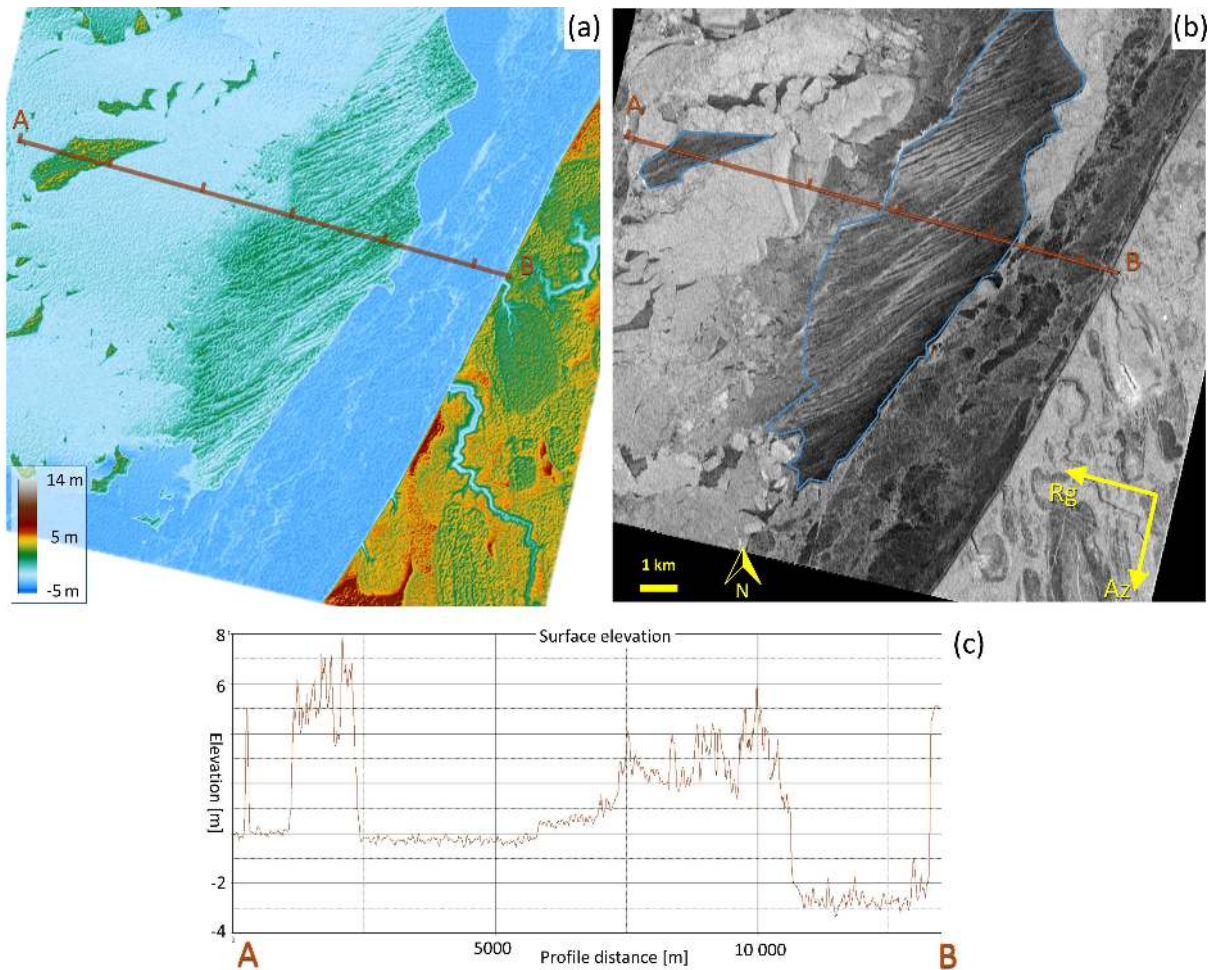 (a)
A
B
14 m
5 m
-5 m
(b)
A
B
Rg
Az
1 km
N
Surface elevation
(c)
8
6
Elevation [m]
-2
-4
A
5000
10 000
B
Profile distance [m]